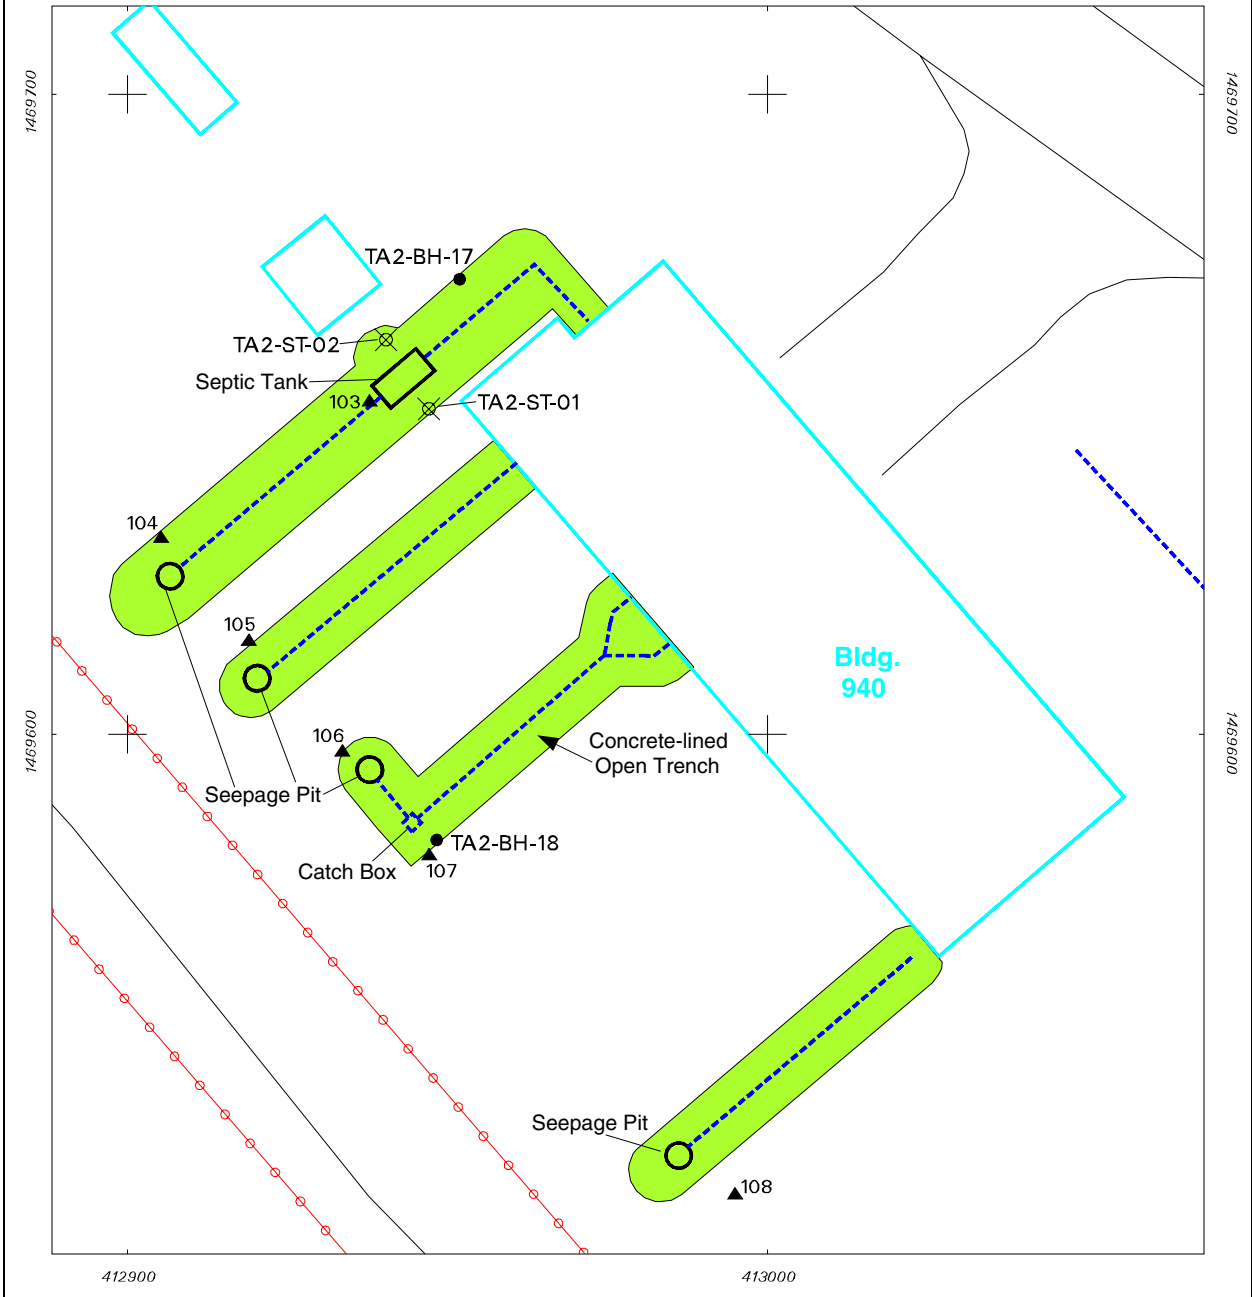 1469700
1469700
TA2-BH-17
TA2-ST-02
Septic Tank
103
TA2-ST-01
104
105
Bldg.
940
106
Concrete-lined
Open Trench
1469600
1469600
Seepage Pit
TA2-BH-18
Catch Box
107
Seepage Pit
108
412900
413000